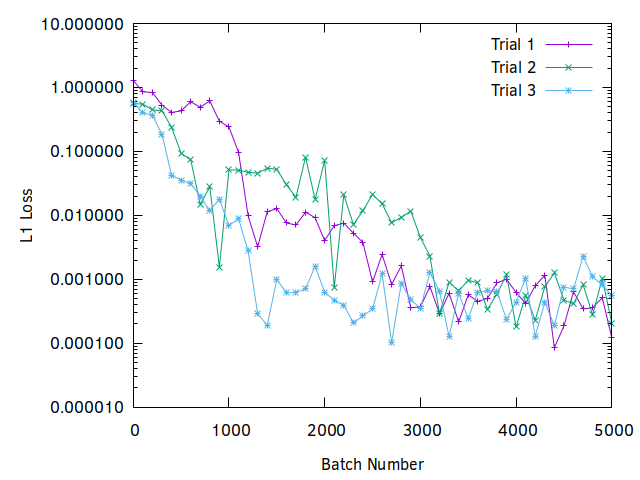 10.000000
1.000000
0.100000
0.010000
0.001000
0.000100
0.000010
L1 Loss
Trial 1
Trial 2
Trial 3
0 1000 2000 3000 4000 5000
Batch Number